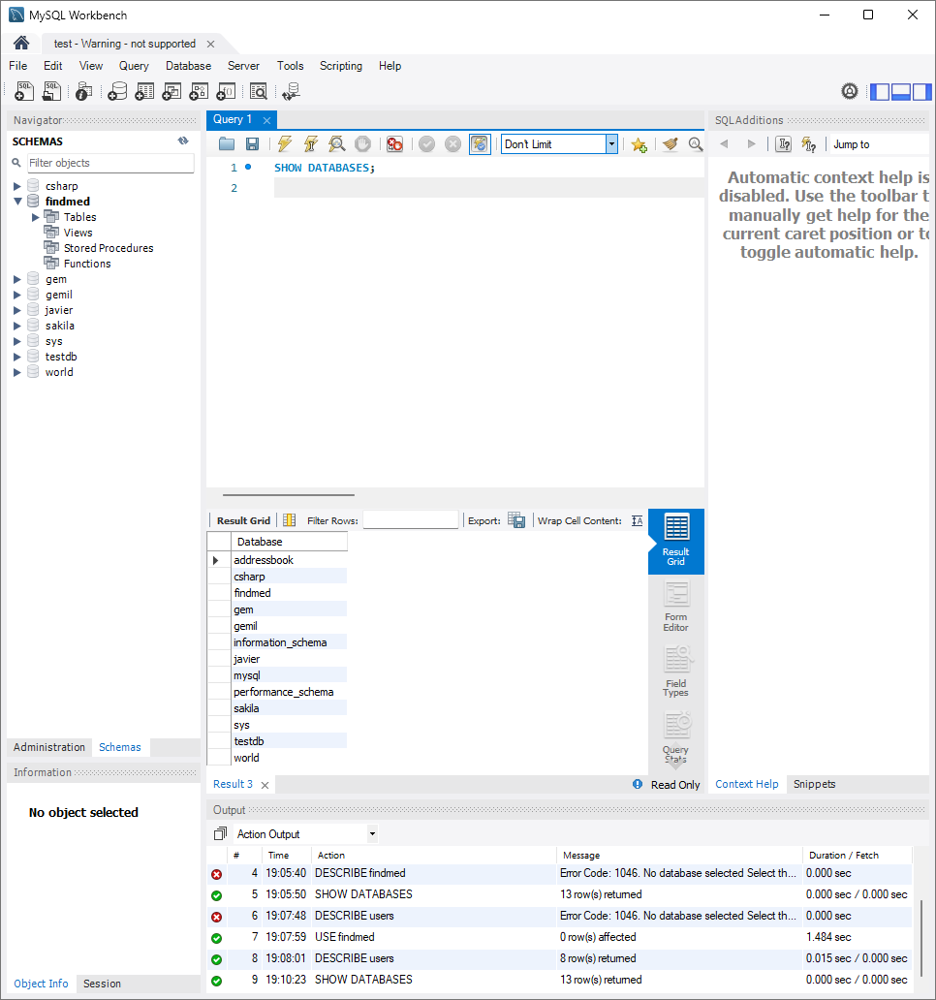 MySQL Workbench
test - Warning - not supported
File Edit View Query Database Server Tools Scripting Help
Navigator
SCHEMAS
Filter objects
csharp
findmed
Tables
Views
Stored Procedures
Functions
gem
gemil
javier
sakila
sys
testdb
world
Administration Schemas
Information
No object selected
Object Info Session
Query 1
Don't Limit
1 SHOW DATABASES;
2
Result Grid Filter Rows: Export: Wrap Cell Content:
Database
addressbook
csharp
findmed
gem
gemil
information_schema
javier
mysql
performance_schema
sakila
sys
testdb
world
Result
Grid
Form
Editor
Field
Types
Query
Stats
Result 3 Read Only
SQLAdditions
Jump to
Automatic context help is
disabled. Use the toolbar t
manually get help for the
current caret position or to
toggle automatic help.
Context Help Snippets
Output
Action Output
# Time Action Message Duration / Fetch
4 19:05:40 DESCRIBE findmed Error Code: 1046. No database selected Select th... 0.000 sec
5 19:05:50 SHOW DATABASES 13 row(s) returned 0.000 sec / 0.000 sec
6 19:07:48 DESCRIBE users Error Code: 1046. No database selected Select th... 0.000 sec
7 19:07:59 USE findmed 0 row(s) affected 1.484 sec
8 19:08:01 DESCRIBE users 8 row(s) returned 0.015 sec / 0.000 sec
9 19:10:23 SHOW DATABASES 13 row(s) returned 0.000 sec / 0.000 sec